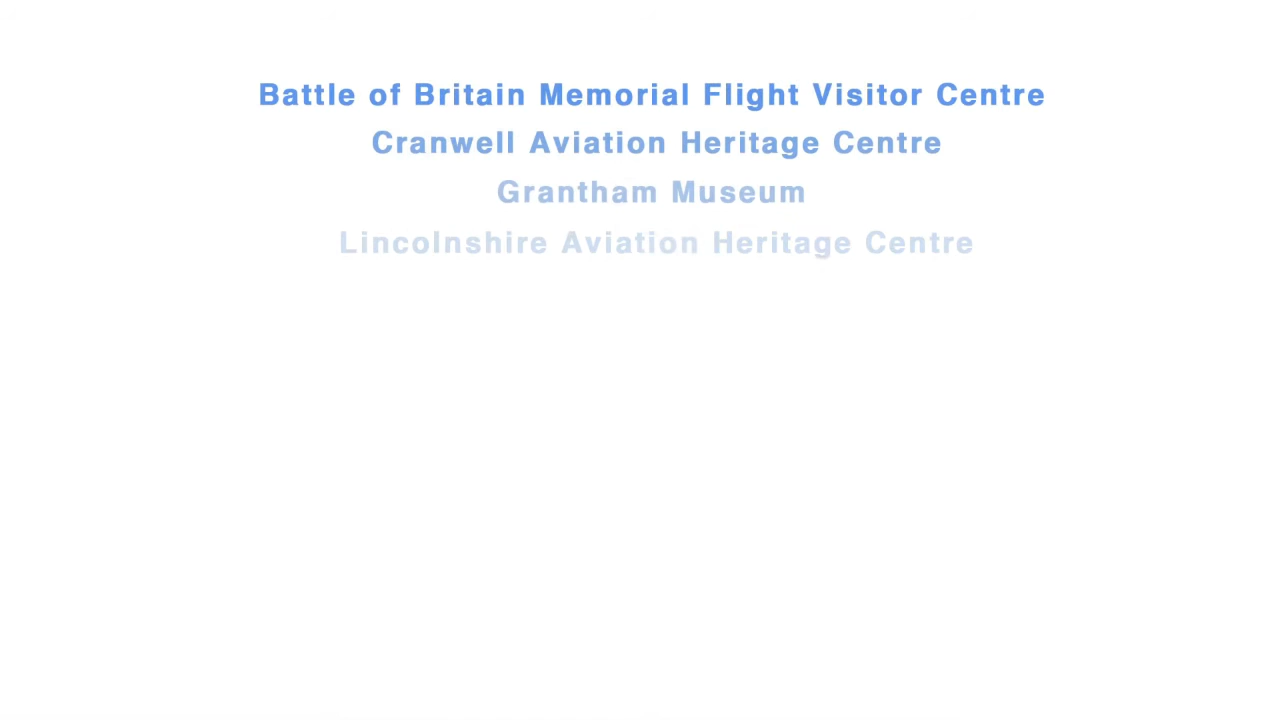 Battle of Britain Memorial Flight Visitor Centre
Cranwell Aviation Heritage Centre
Grantham Museum
Lincolnshire Aviation Heritage Centre